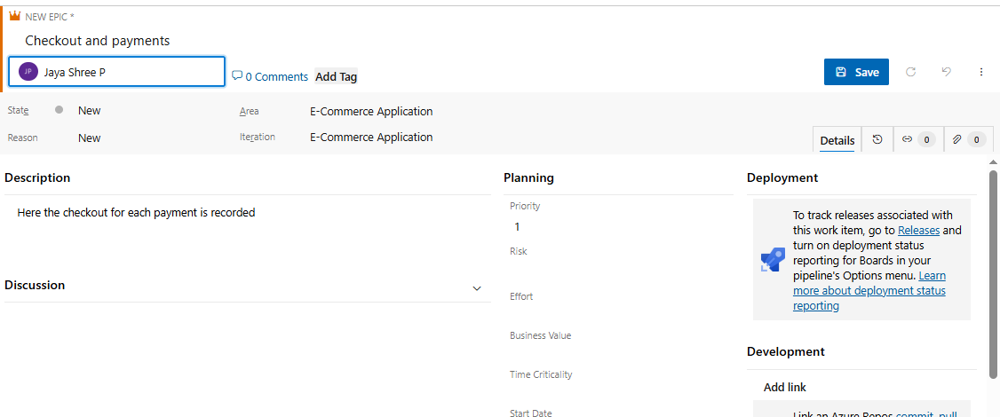 NEW EPIC *
Checkout and payments
JP Jaya Shree P
0 Comments Add Tag
Save
State New
Area E-Commerce Application
Reason New
Iteration E-Commerce Application
Details 0 0
Description
Here the checkout for each payment is recorded
Discussion
Planning
Priority
1
Risk
Effort
Business Value
Time Criticality
Start Date
Deployment
To track releases associated with
this work item, go to Releases and
turn on deployment status
reporting for Boards in your
pipeline's Options menu. Learn
more about deployment status
reporting
Development
Add link
Link an Azure Repos commit, pull